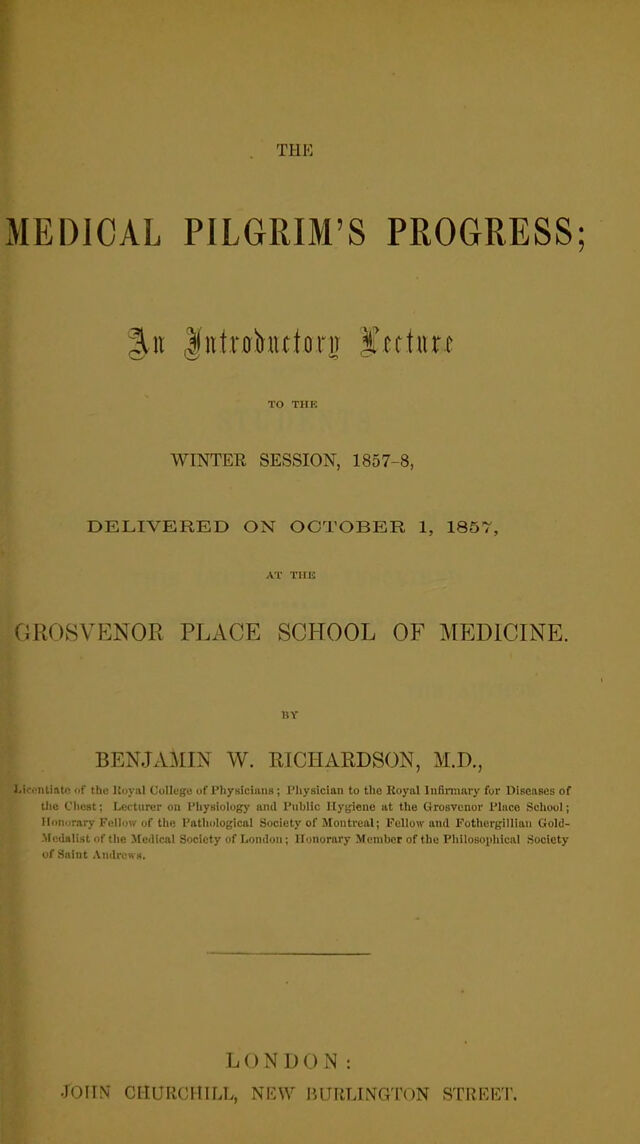 THE
MEDICAL PILGRIM'S PROGRESS;
An Introductory Lecture
TO THE
WINTER SESSION, 1857-8,
DELIVERED ON OCTOBER 1, 1857,
AT THE
GROSVENOR PLACE SCHOOL OF MEDICINE.
BY
BENJAMIN W. RICHARDSON, M.D.,
Licentiate of the Royal College of Physicians; Physician to the Royal Infirmary for Diseases of
the Chest; Lecturer on Physiology and Public Hygiene at the Grosvenor Place School;
Honorary Fellow of the Pathological Society of Montreal; Fellow and Fothergillian Gold-
Medalist of the Medical Society of London; Honorary Member of the Philosophical Society
of Saint Andrews.
LONDON:
JOHN CHURCHILL, NEW BURLINGTON STREET.